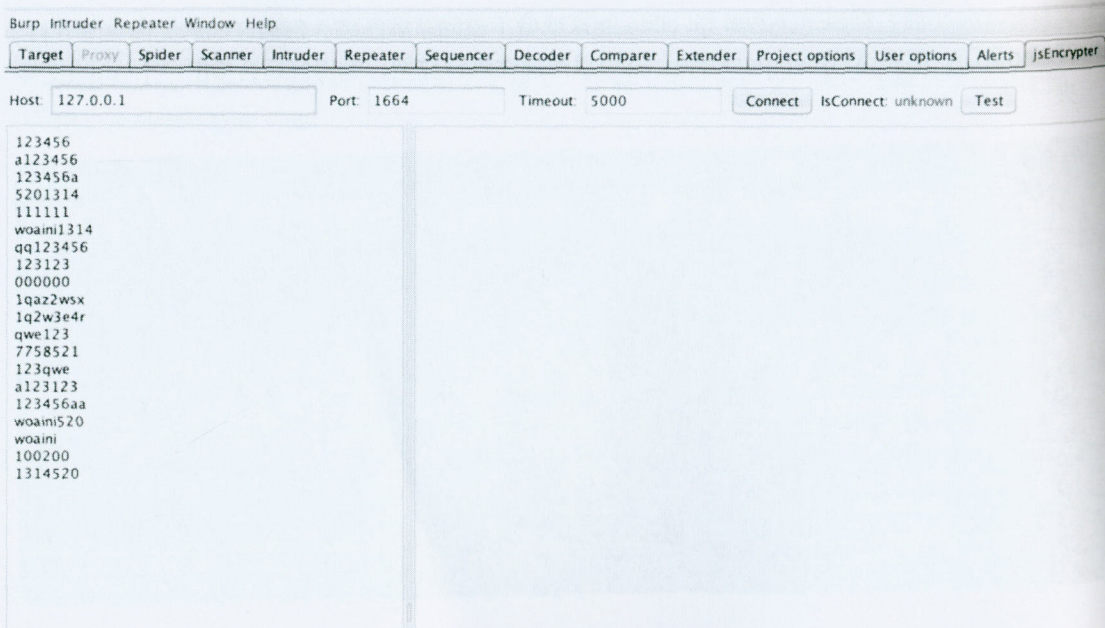 Burp Intruder Repeater Window Help
Target Proxy Spider Scanner Intruder Repeater Sequencer Decoder Comparer Extender Project options User options Alerts jsEncrypter
Host: 127.0.0.1 Port: 1664 Timeout: 5000 Connect IsConnect: unknown Test
123456
a123456
123456a
5201314
111111
woaini1314
qq123456
123123
000000
1qaz2wsx
1q2w3e4r
qwe123
7758521
123qwe
a123123
123456aa
woaini520
woaini
100200
1314520